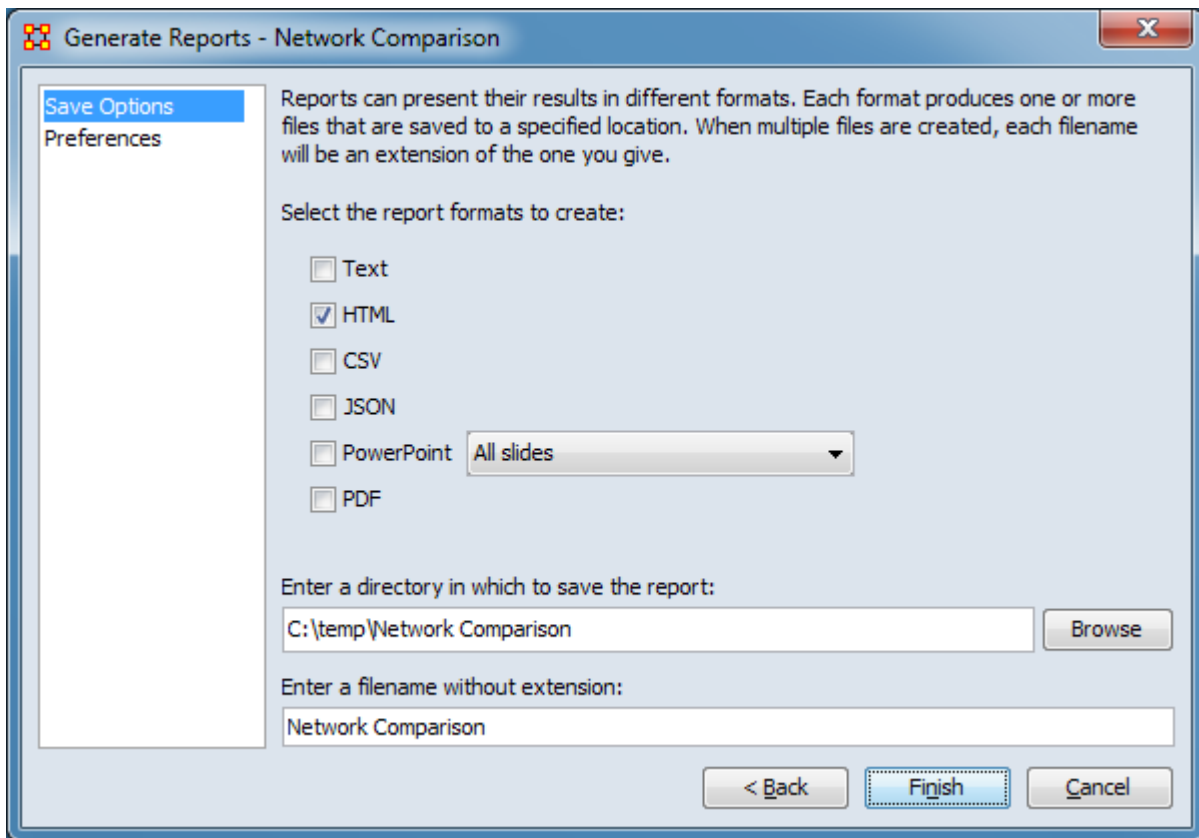 Generate Reports - Network Comparison
Save Options
Preferences
Reports can present their results in different formats. Each format produces one or more
files that are saved to a specified location. When multiple files are created, each filename
will be an extension of the one you give.
Select the report formats to create:
Text
HTML
CSV
JSON
PowerPoint All slides
PDF
Enter a directory in which to save the report:
C:\temp\Network Comparison Browse
Enter a filename without extension:
Network Comparison
< Back Finish Cancel